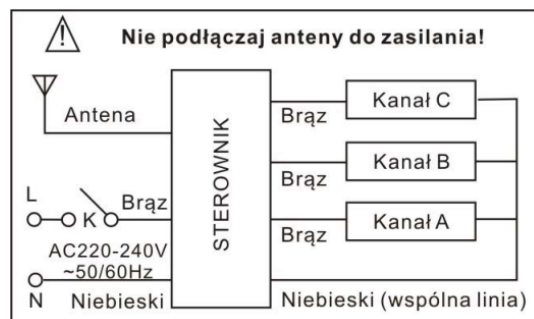 Nie podłączaj anteny do zasilania!
Antena
STEROWNIK
Brąz
Kanał C
Brąz
Kanał B
Brąz
Kanał A
L
K
Brąz
AC220-240V
~50/60Hz
N
Niebieski
Niebieski (wspólna linia)